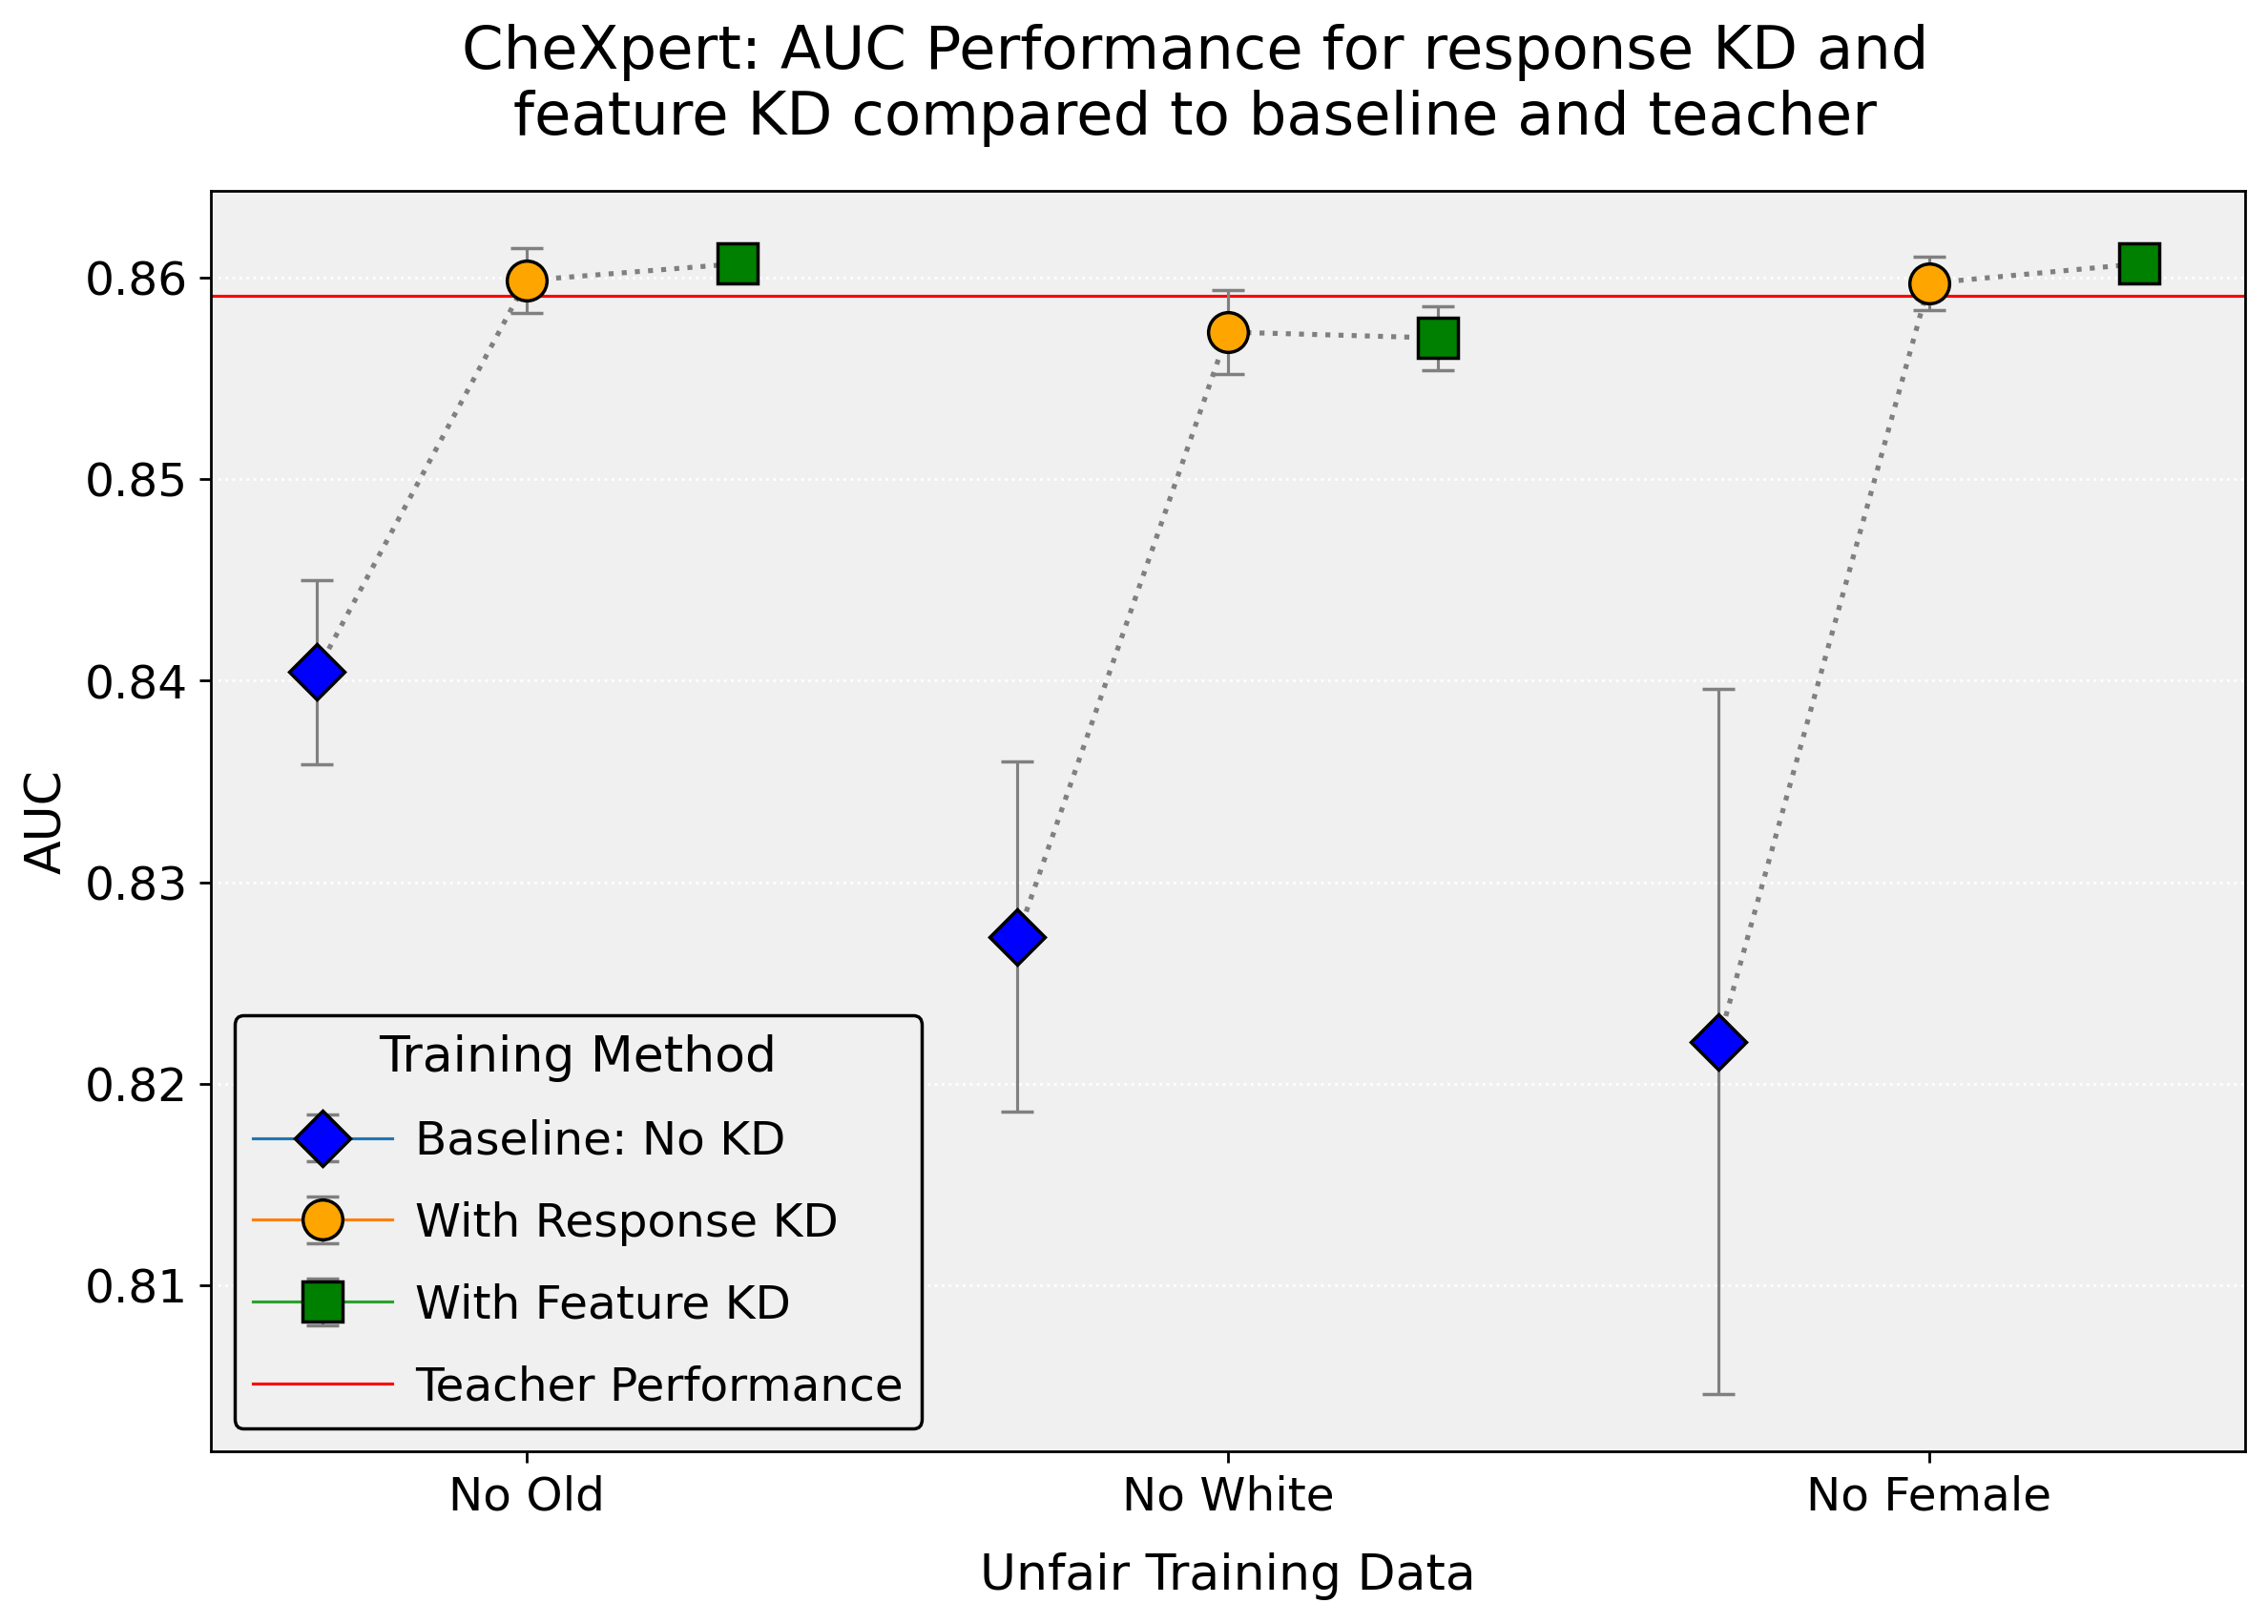 CheXpert: AUC Performance for response KD and
feature KD compared to baseline and teacher
0.86
0.85
0.84
0.83
0.82
0.81
AUC
Training Method
Baseline: No KD
With Response KD
With Feature KD
Teacher Performance
No Old
No White
No Female
Unfair Training Data